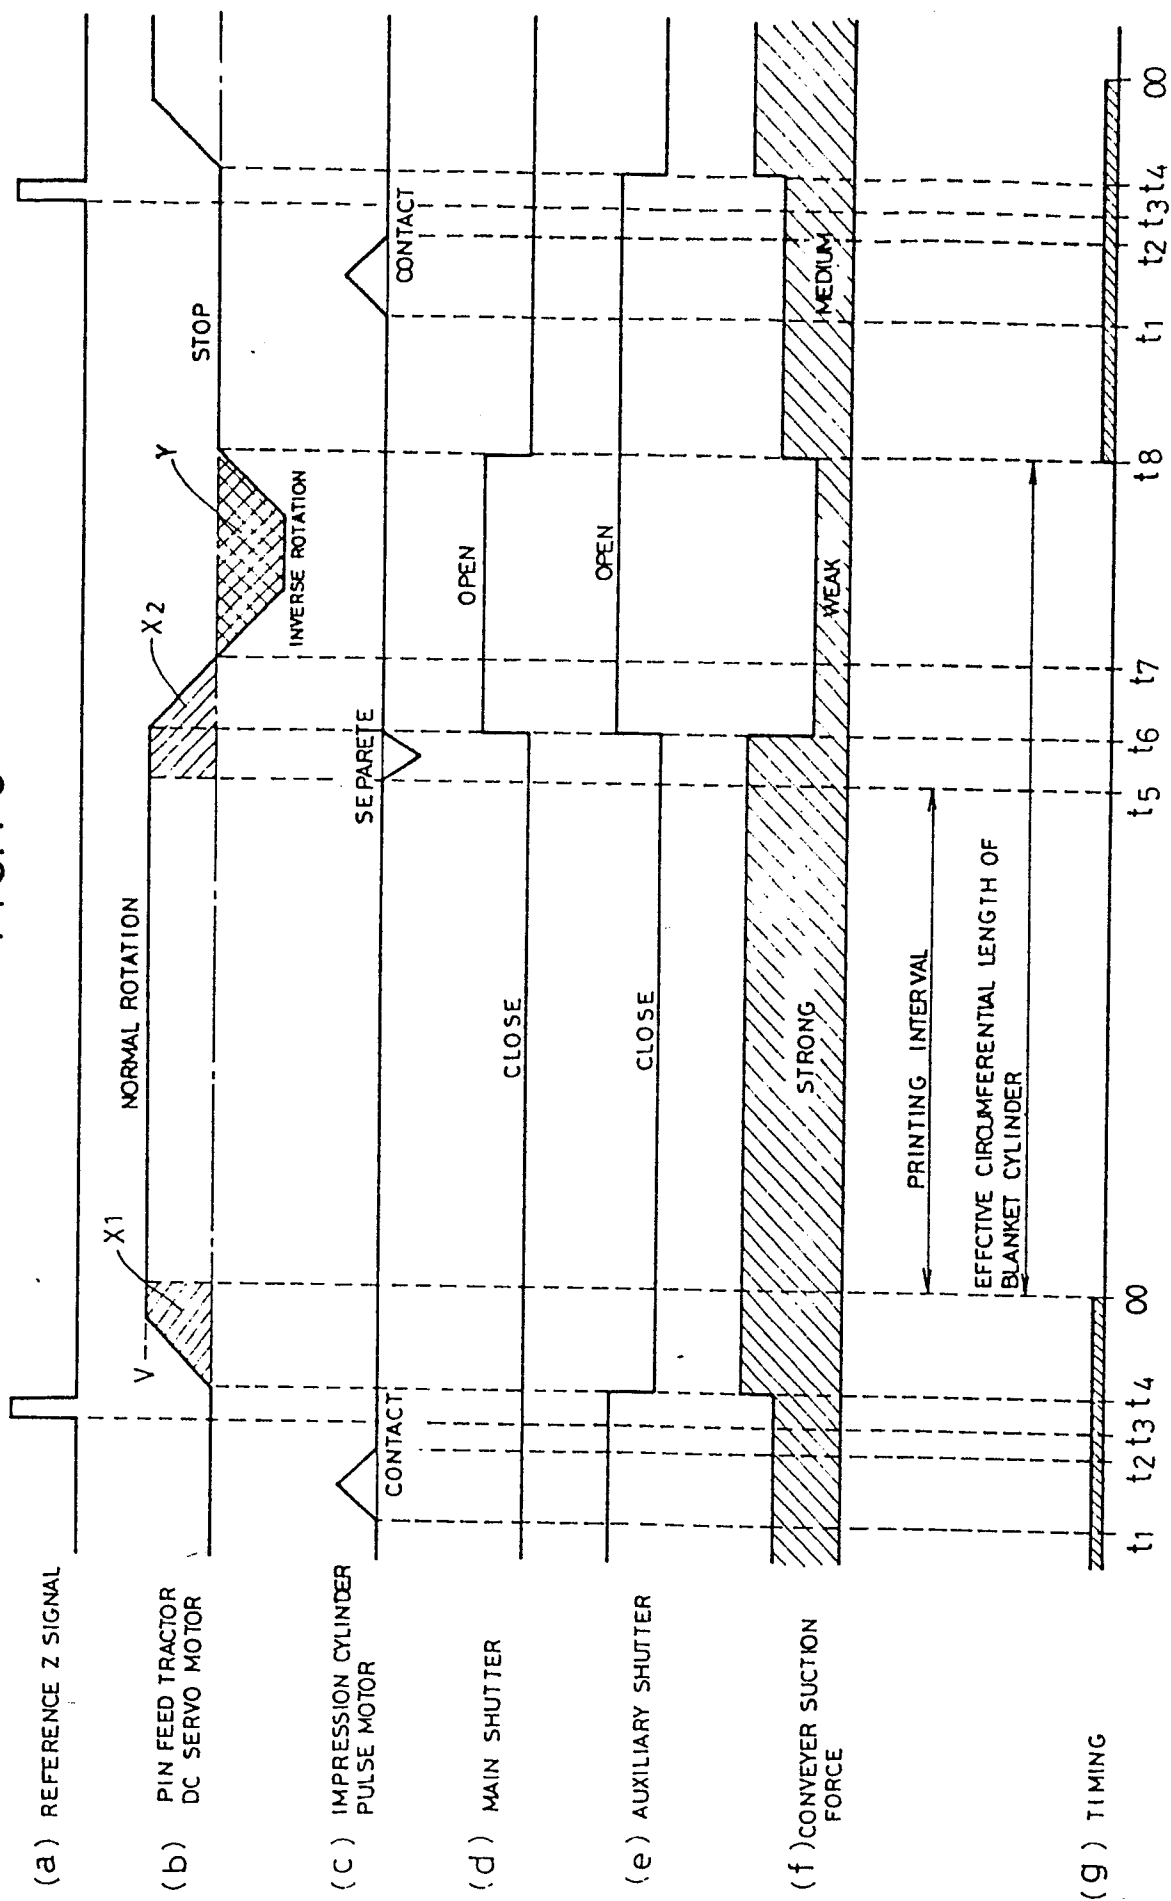 (a) REFERENCE Z SIGNAL
(b) PIN FEED TRACTOR
DC SERVO MOTOR
V
X1
NORMAL ROTATION
X2
Y
INVERSE ROTATION
STOP
(c) IMPRESSION CYLINDER
PULSE MOTOR
CONTACT
SEPARETE
CONTACT
(d) MAIN SHUTTER
CLOSE
OPEN
(e) AUXILIARY SHUTTER
CLOSE
OPEN
(f) CONVEYER SUCTION
FORCE
STRONG
WEAK
MEDIUM
PRINTING INTERVAL
EFFCTIVE CIRCUMFERENTIAL LENGTH OF
BLANKET CYLINDER
(g) TIMING
t1 t2 t3 t4 00 t5 t6 t7 t8 t1 t2 t3 t4 00